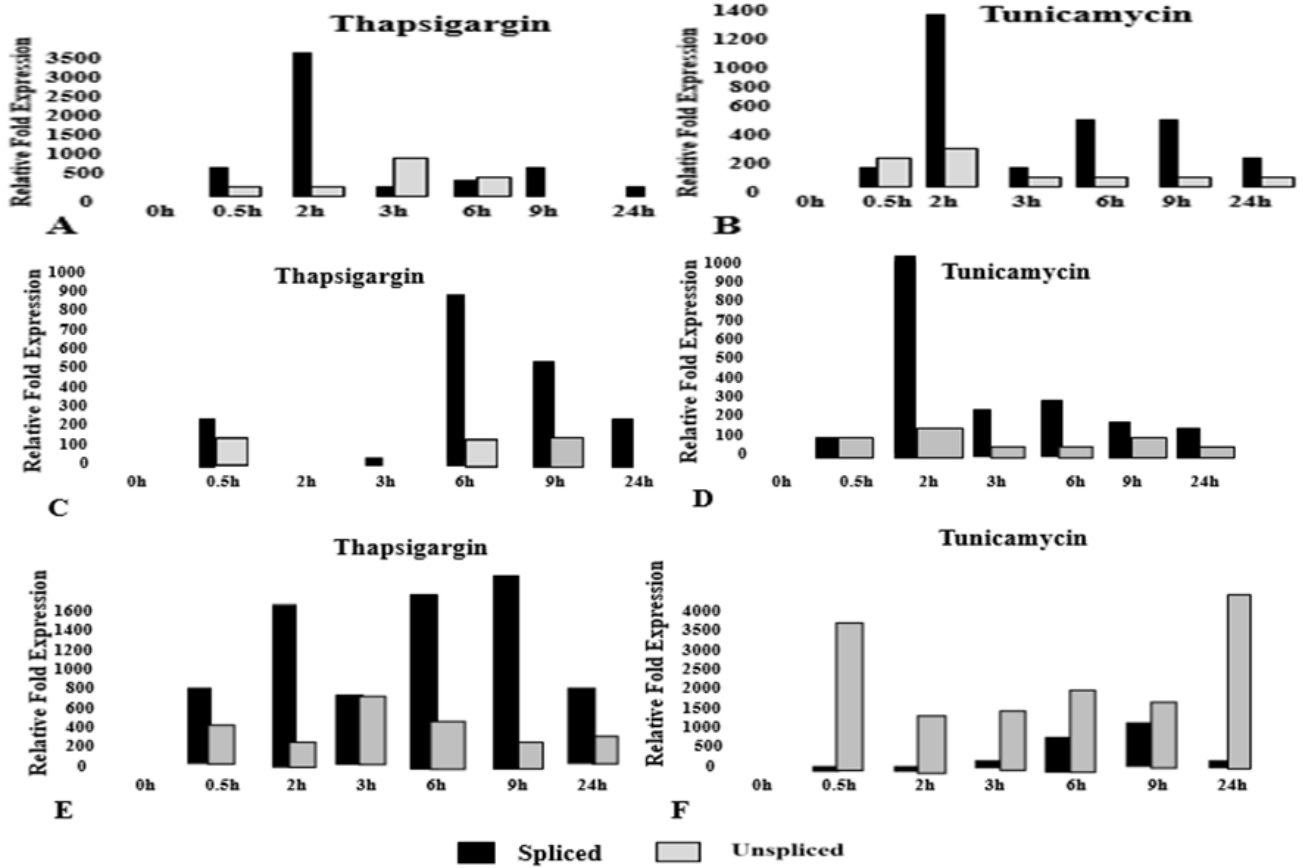 Thapsigargin
Relative Fold Expression
3500
3000
2500
2000
1500
1000
500
0
0h 0.5h 2h 3h 6h 9h 24h
A
Tunicamycin
Relative Fold Expression
1400
1200
1000
800
600
400
200
0
0h 0.5h 2h 3h 6h 9h 24h
B
Thapsigargin
Relative Fold Expression
1000
900
800
700
600
500
400
300
200
100
0
0h 0.5h 2h 3h 6h 9h 24h
C
Tunicamycin
Relative Fold Expression
1000
900
800
700
600
500
400
300
200
100
0
0h 0.5h 2h 3h 6h 9h 24h
D
Thapsigargin
Relative Fold Expression
1600
1400
1200
1000
800
600
400
200
0
0h 0.5h 2h 3h 6h 9h 24h
E
Tunicamycin
Relative Fold Expression
4000
3500
3000
2500
2000
1500
1000
500
0
0h 0.5h 2h 3h 6h 9h 24h
F
Spliced Unspliced